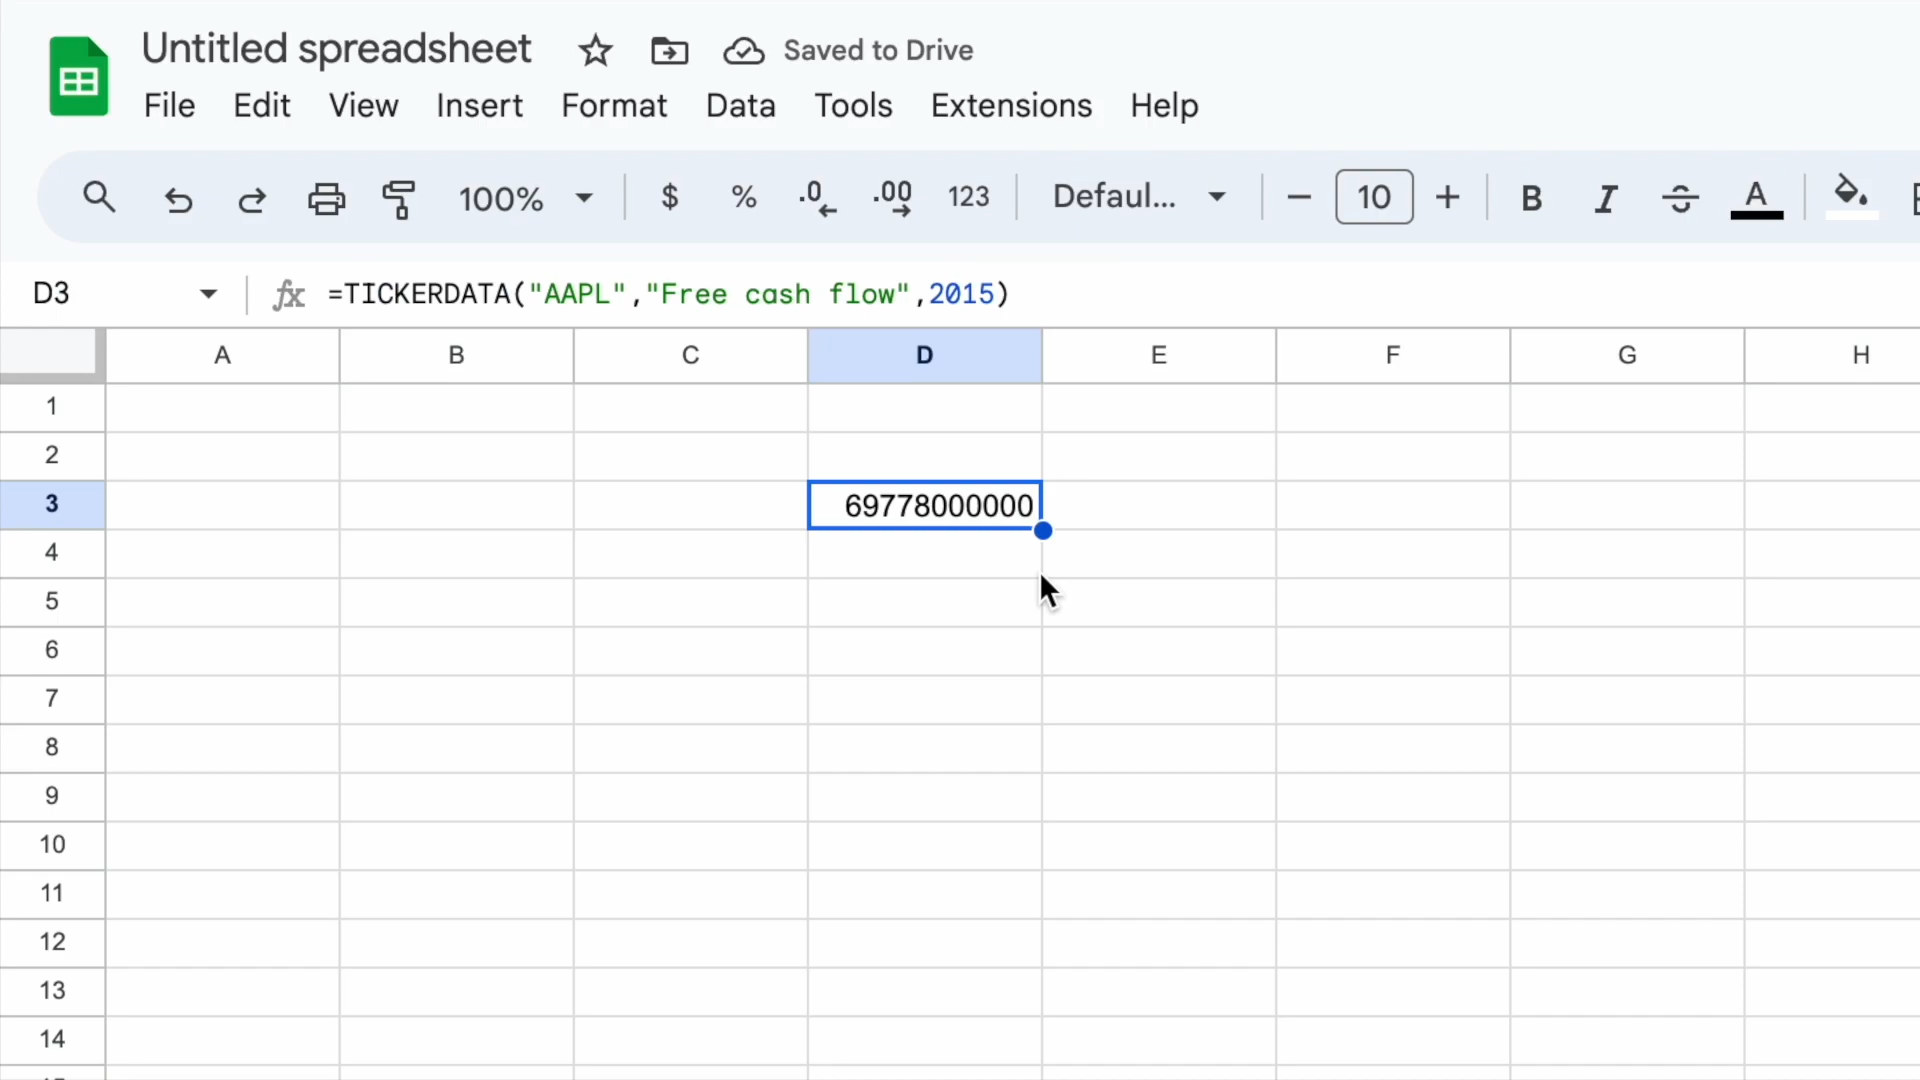 Untitled spreadsheet Saved to Drive
File Edit View Insert Format Data Tools Extensions Help
100% $ % .0 .00 123 Defaul... 10 B I S A
D3 fx =TICKERDATA("AAPL","Free cash flow",2015)
A B C D E F G H
1
2
3 69778000000
4
5
6
7
8
9
10
11
12
13
14